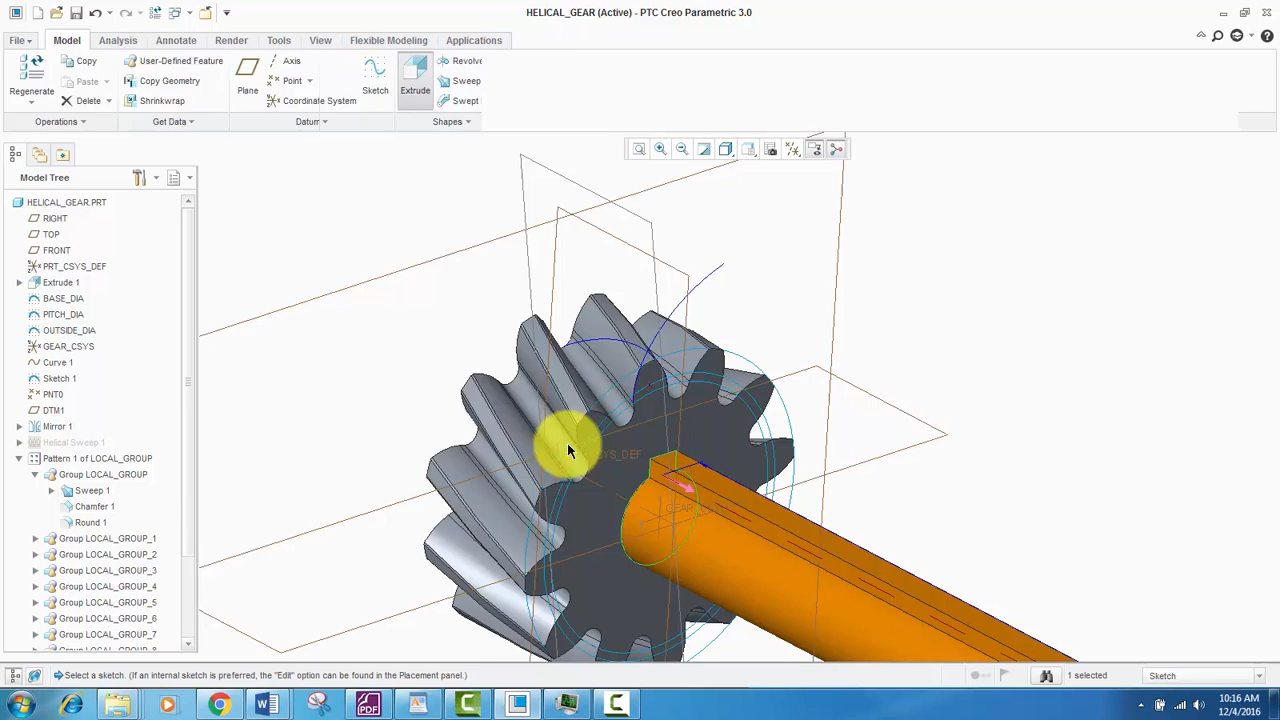 HELICAL_GEAR (Active) - PTC Creo Parametric 3.0
File
Model
Analysis
Annotate
Render
Tools
View
Flexible Modeling
Applications
Regenerate
Copy
Paste
Delete
User-Defined Feature
Copy Geometry
Shrinkwrap
Plane
Axis
Point
Coordinate System
Sketch
Extrude
Revolve
Sweep
Swept
Operations
Get Data
Datum
Shapes
Model Tree
HELICAL_GEAR.PRT
RIGHT
TOP
FRONT
PRT_CSYS_DEF
Extrude 1
BASE_DIA
PITCH_DIA
OUTSIDE_DIA
GEAR_CSYS
Curve 1
Sketch 1
PNT0
DTM1
Mirror 1
Helical Sweep 1
Pattern 1 of LOCAL_GROUP
Group LOCAL_GROUP
Sweep 1
Chamfer 1
Round 1
Group LOCAL_GROUP_1
Group LOCAL_GROUP_2
Group LOCAL_GROUP_3
Group LOCAL_GROUP_4
Group LOCAL_GROUP_5
Group LOCAL_GROUP_6
Group LOCAL_GROUP_7
SYS_DEF
Select a sketch. (If an internal sketch is preferred, the "Edit" option can be found in the Placement panel.)
1 selected
Sketch
10:16 AM
12/4/2016